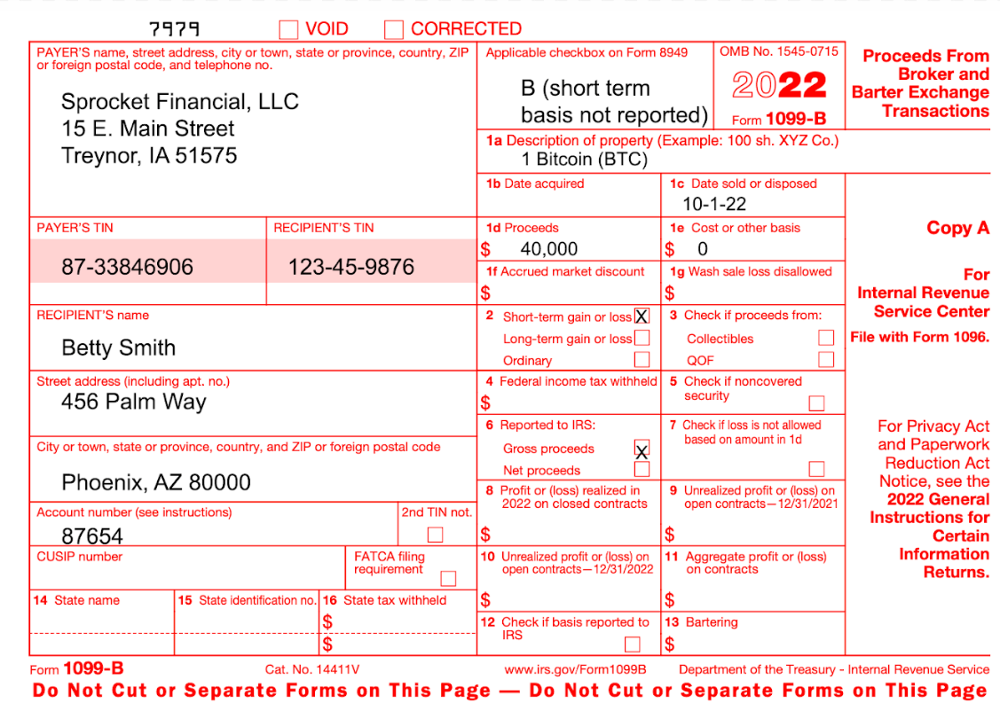 7979
VOID
CORRECTED
PAYER'S name, street address, city or town, state or province, country, ZIP
or foreign postal code, and telephone no.
Sprocket Financial, LLC
15 E. Main Street
Treynor, IA 51575
Applicable checkbox on Form 8949
B (short term
basis not reported)
OMB No. 1545-0715
2022
Form 1099-B
Proceeds From
Broker and
Barter Exchange
Transactions
1a Description of property (Example: 100 sh. XYZ Co.)
1 Bitcoin (BTC)
1b Date acquired
1c Date sold or disposed
10-1-22
PAYER'S TIN
87-33846906
RECIPIENT'S TIN
123-45-9876
1d Proceeds
$ 40,000
1e Cost or other basis
$ 0
1f Accrued market discount
$
1g Wash sale loss disallowed
$
Copy A
For
Internal Revenue
Service Center
File with Form 1096.
RECIPIENT'S name
Betty Smith
2 Short-term gain or loss X
Long-term gain or loss
Ordinary
3 Check if proceeds from:
Collectibles
QOF
Street address (including apt. no.)
456 Palm Way
4 Federal income tax withheld
$
5 Check if noncovered
security
City or town, state or province, country, and ZIP or foreign postal code
Phoenix, AZ 80000
6 Reported to IRS:
Gross proceeds X
Net proceeds
7 Check if loss is not allowed
based on amount in 1d
For Privacy Act
and Paperwork
Reduction Act
Notice, see the
2022 General
Instructions for
Certain
Information
Returns.
Account number (see instructions)
87654
2nd TIN not.
8 Profit or (loss) realized in
2022 on closed contracts
$
9 Unrealized profit or (loss) on
open contracts—12/31/2021
$
CUSIP number
FATCA filing
requirement
10 Unrealized profit or (loss) on
open contracts—12/31/2022
$
11 Aggregate profit or (loss)
on contracts
$
14 State name
15 State identification no.
16 State tax withheld
$
$
12 Check if basis reported to
IRS
13 Bartering
$
Form 1099-B
Cat. No. 14411V
www.irs.gov/Form1099B
Department of the Treasury - Internal Revenue Service
Do Not Cut or Separate Forms on This Page — Do Not Cut or Separate Forms on This Page